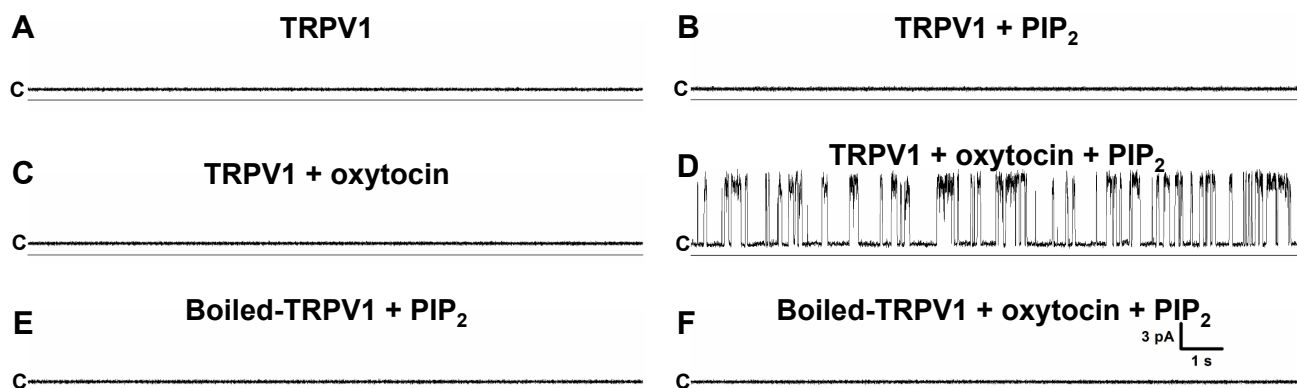 A TRPV1
B TRPV1 + PIP₂
C
C
C TRPV1 + oxytocin
D TRPV1 + oxytocin + PIP₂
C
C
E Boiled-TRPV1 + PIP₂
F Boiled-TRPV1 + oxytocin + PIP₂
3 pA
1 s
C
C